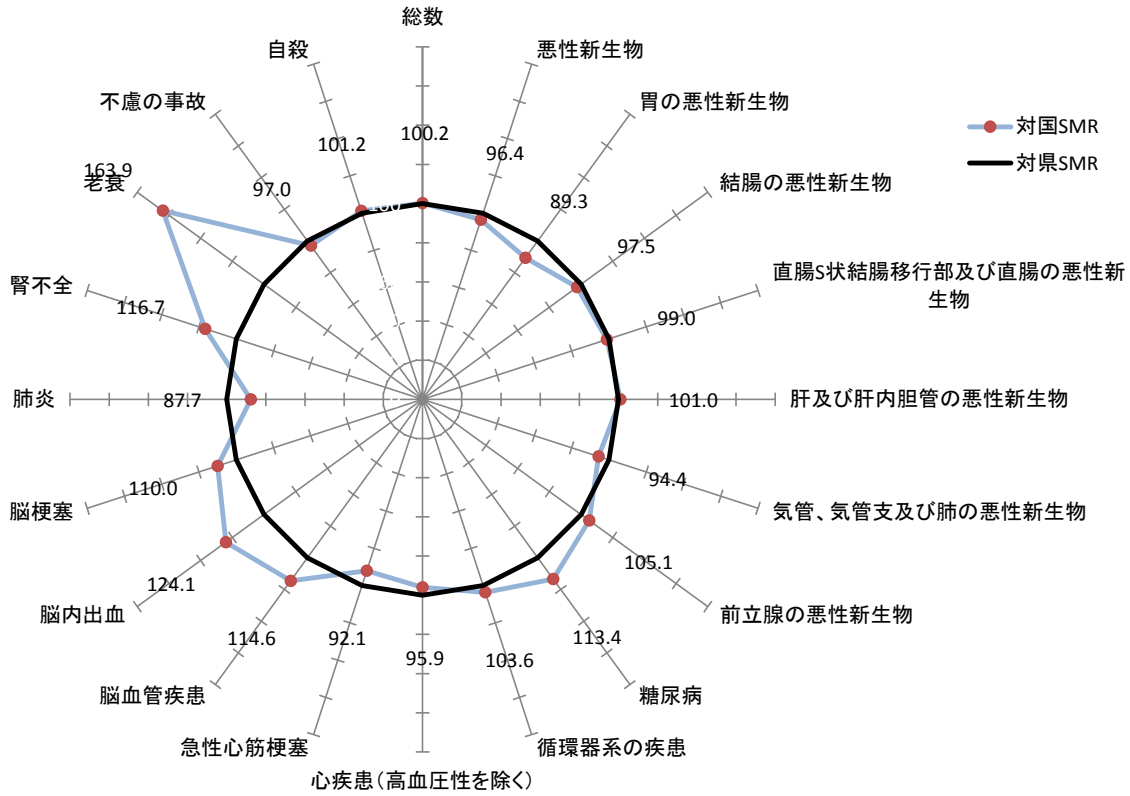 総数
自殺
悪性新生物
不慮の事故
胃の悪性新生物
対国SMR
対県SMR
100.2
101.2
96.4
163.9
老衰
97.0
89.3
結腸の悪性新生物
100
97.5
腎不全
116.7
直腸S状結腸移行部及び直腸の悪性新
生物
99.0
肺炎
87.7
101.0
肝及び肝内胆管の悪性新生物
脳梗塞
110.0
94.4
気管、気管支及び肺の悪性新生物
脳内出血
124.1
105.1
前立腺の悪性新生物
脳血管疾患
114.6
92.1
95.9
103.6
113.4
糖尿病
急性心筋梗塞
循環器系の疾患
心疾患（高血圧性を除く）